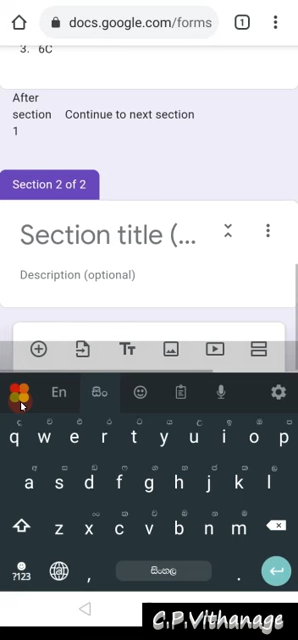 docs.google.com/forms
1
3. 6C
After
section Continue to next section
1
Section 2 of 2
Section title (...
Description (optional)
Tт
En සිං
q w e r t y u i o p
a s d f g h j k l
z x c v b n m
?123 , සිංහල .
C.P.Vithanage